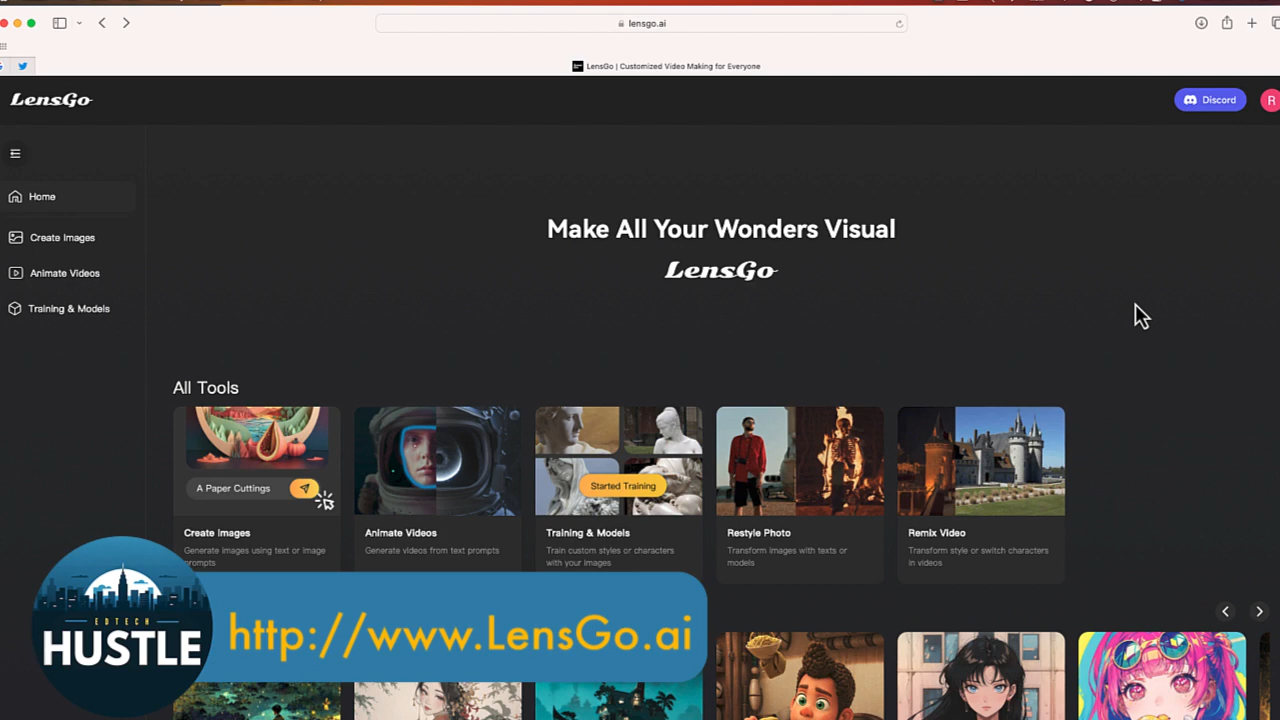 lensgo.ai
LensGo | Customized Video Making for Everyone
LensGo
Discord
R
Home
Create Images
Animate Videos
Training & Models
Make All Your Wonders Visual
LensGo
All Tools
A Paper Cuttings
Started Training
Create Images
Generate images using text or image
prompts
Animate Videos
Generate videos from text prompts
Training & Models
Train custom styles or characters
with your images
Restyle Photo
Transform images with texts or
models
Remix Video
Transform style or switch characters
in videos
EDTECH
HUSTLE
http://www.LensGo.ai